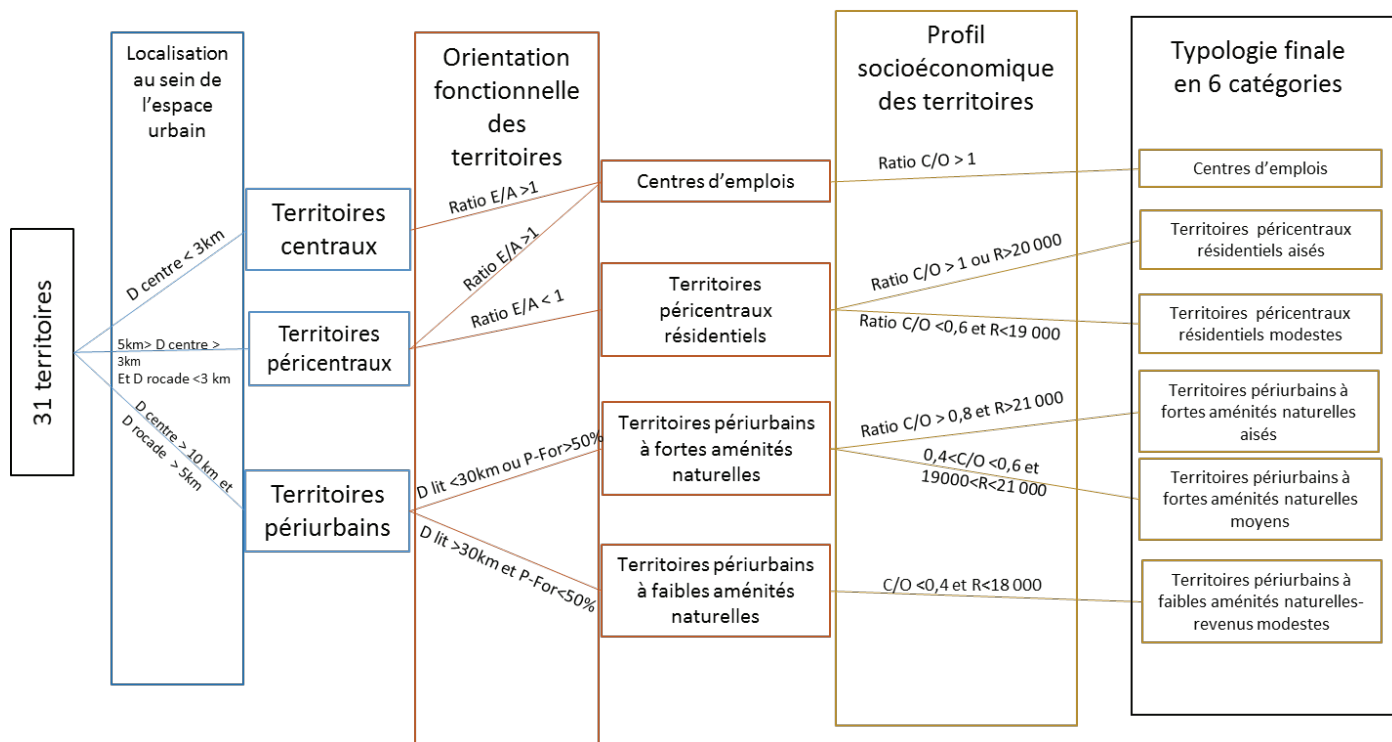 31 territoires
Localisation
au sein de
l’espace
urbain
D centre < 3km
5km> D centre >
3km
Et D rocade <3 km
D centre > 10 km et
D rocade > 5km
Territoires
centraux
Territoires
péricentraux
Territoires
périurbains
Orientation
fonctionnelle
des
territoires
Ratio E/A >1
Ratio E/A >1
Ratio E/A < 1
D lit <30km ou P-For>50%
D lit >30km et P-For<50%
Centres d’emplois
Territoires
péricentraux
résidentiels
Territoires périurbains
à fortes aménités
naturelles
Territoires périurbains
à faibles aménités
naturelles
Profil
socioéconomique
des territoires
Ratio C/O > 1
Ratio C/O > 1 ou R>20 000
Ratio C/O <0,6 et R<19 000
Ratio C/O > 0,8 et R>21 000
0,4<C/O <0,6 et
19000<R<21 000
C/O <0,4 et R<18 000
Typologie finale
en 6 catégories
Centres d’emplois
Territoires péricentraux
résidentiels aisés
Territoires péricentraux
résidentiels modestes
Territoires périurbains à
fortes aménités naturelles
aisés
Territoires périurbains à
fortes aménités naturelles
moyens
Territoires périurbains à
faibles aménités naturelles-
revenus modestes